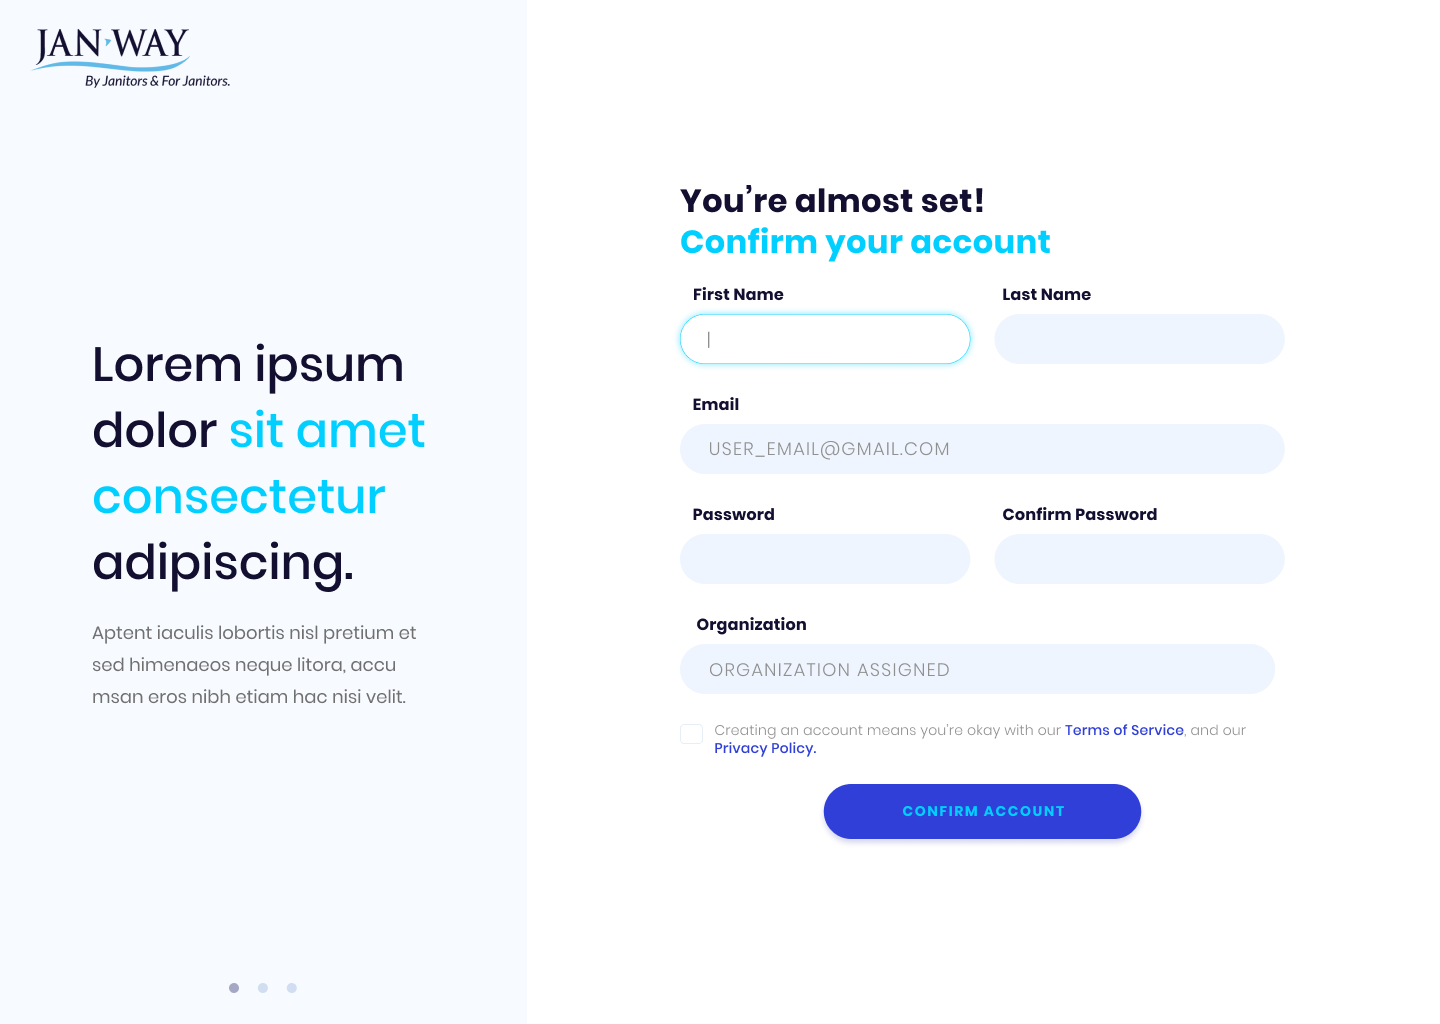 JAN-WAY
By Janitors & For Janitors.
Lorem ipsum
dolor sit amet
consectetur
adipiscing.
Aptent iaculis lobortis nisl pretium et
sed himenaeos neque litora, accu
msan eros nibh etiam hac nisi velit.
You’re almost set!
Confirm your account
First Name
Last Name
Email
USER_EMAIL@GMAIL.COM
Password
Confirm Password
Organization
ORGANIZATION ASSIGNED
Creating an account means you’re okay with our Terms of Service, and our
Privacy Policy.
CONFIRM ACCOUNT